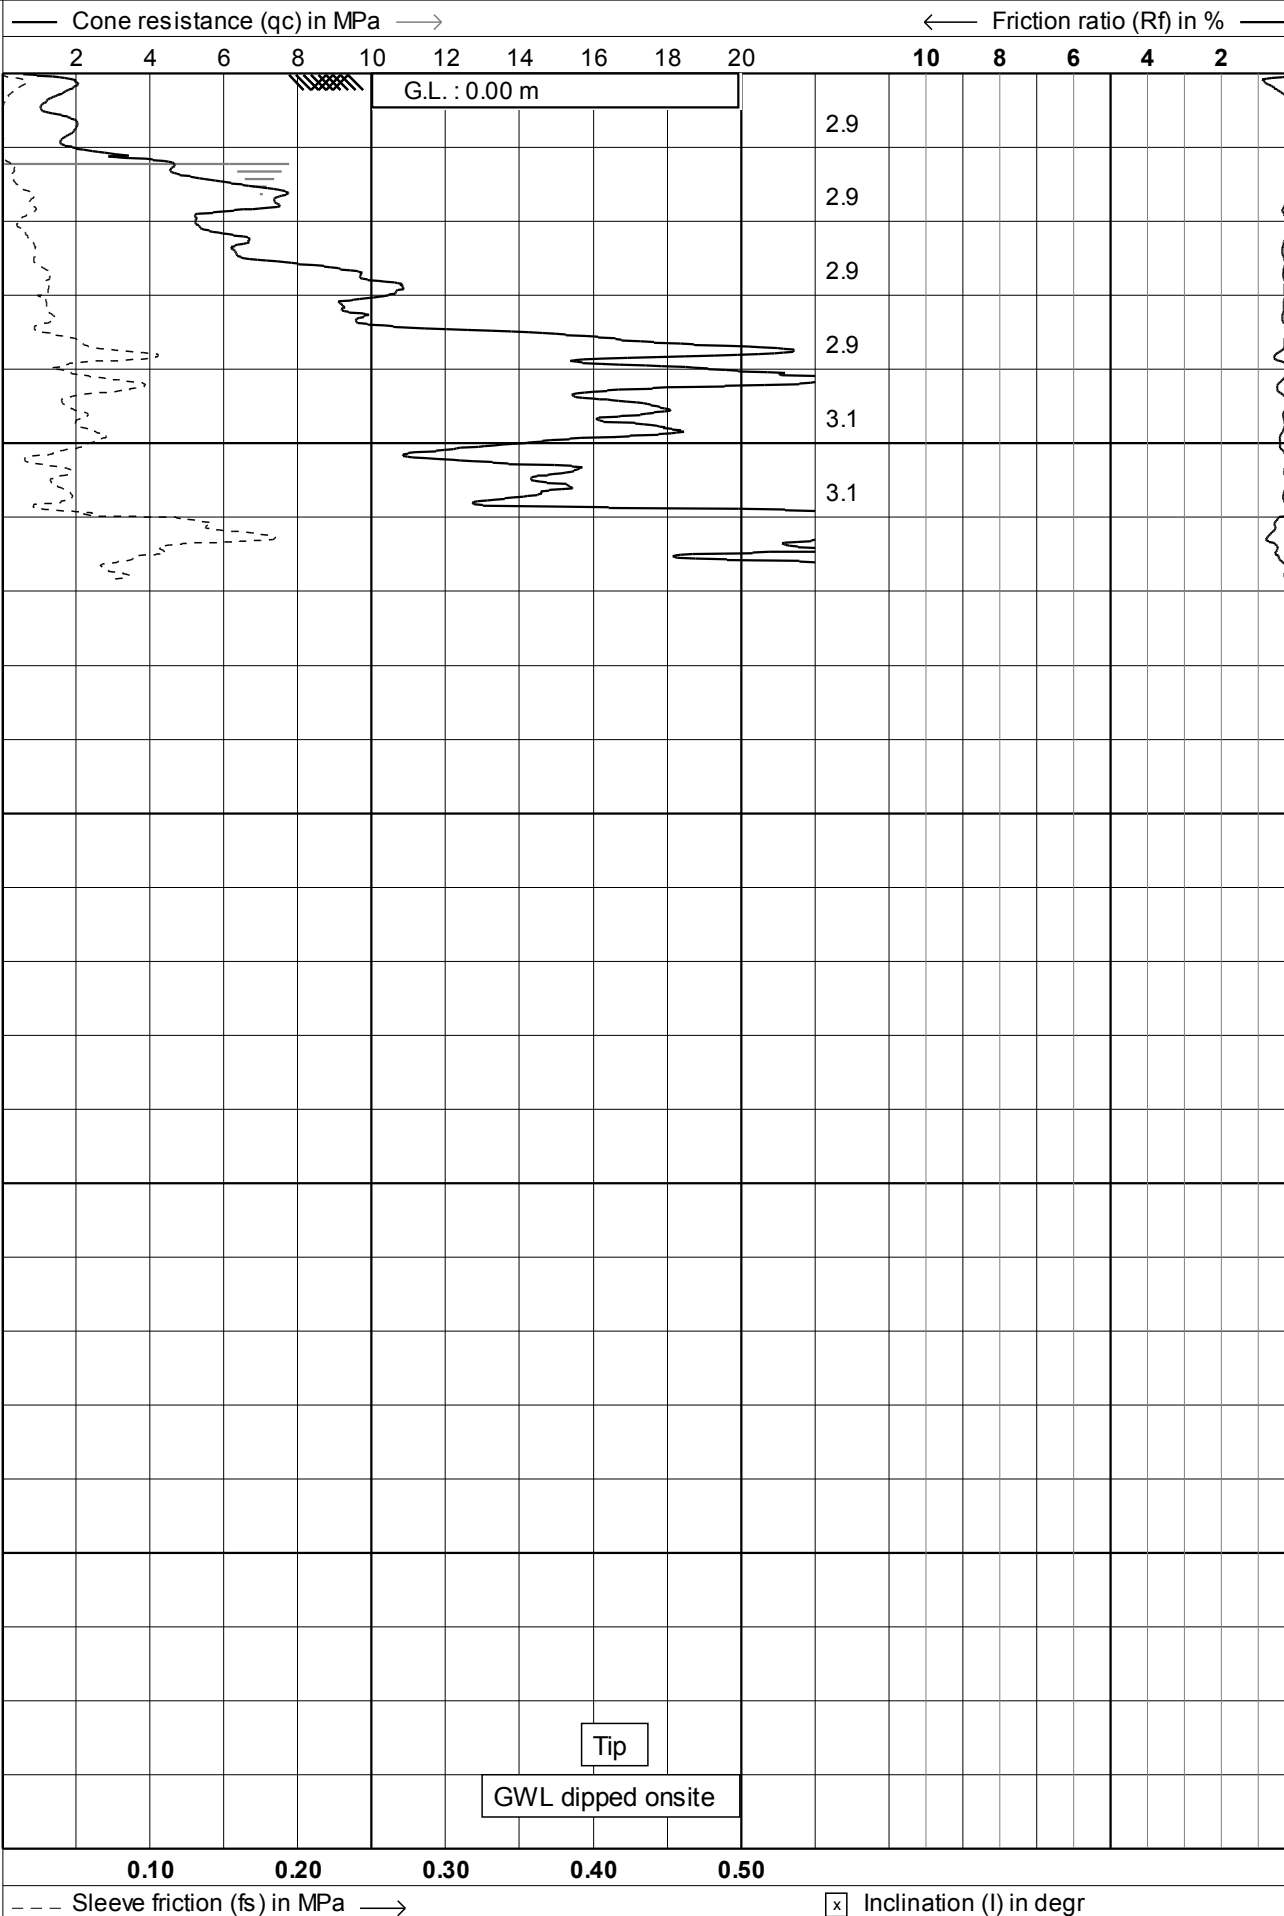 Cone resistance (qc) in MPa Friction ratio (Rf) in %
2 4 6 8 10 12 14 16 18 20 10 8 6 4 2
G.L. : 0.00 m
2.9
2.9
2.9
2.9
3.1
3.1
Tip
GWL dipped onsite
0.10 0.20 0.30 0.40 0.50
Sleeve friction (fs) in MPa x Inclination (I) in degr